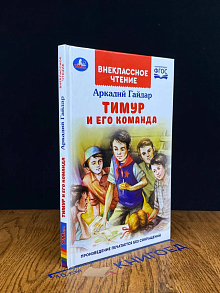 ВНЕКЛАССНОЕ
ЧТЕНИЕ
ФГОС
Аркадий Гайдар
ТИМУР
И ЕГО КОМАНДА
ПРОИЗВЕДЕНИЕ ПЕЧАТАЕТСЯ БЕЗ СОКРАЩЕНИЙ
Аркадий Гайдар
ТИМУР И ЕГО КОМАНДА